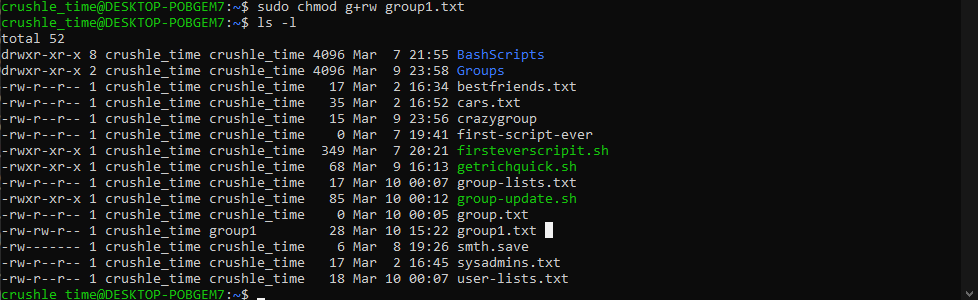 crushle_time@DESKTOP-POBGEM7:~$ sudo chmod g+rw group1.txt
crushle_time@DESKTOP-POBGEM7:~$ ls -l
total 52
drwxr-xr-x 8 crushle_time crushle_time 4096 Mar  7 21:55 BashScripts
drwxr-xr-x 2 crushle_time crushle_time 4096 Mar  9 23:58 Groups
-rw-r--r-- 1 crushle_time crushle_time   17 Mar  2 16:34 bestfriends.txt
-rw-r--r-- 1 crushle_time crushle_time   35 Mar  2 16:52 cars.txt
-rw-r--r-- 1 crushle_time crushle_time   15 Mar  9 23:56 crazygroup
-rw-r--r-- 1 crushle_time crushle_time    0 Mar  7 19:41 first-script-ever
-rwxr-xr-x 1 crushle_time crushle_time  349 Mar  7 20:21 firsteverscripit.sh
-rwxr-xr-x 1 crushle_time crushle_time   68 Mar  9 16:13 getrichquick.sh
-rw-r--r-- 1 crushle_time crushle_time   17 Mar 10 00:07 group-lists.txt
-rwxr-xr-x 1 crushle_time crushle_time   85 Mar 10 00:12 group-update.sh
-rw-r--r-- 1 crushle_time crushle_time    0 Mar 10 00:05 group.txt
-rw-rw-r-- 1 crushle_time group1         28 Mar 10 15:22 group1.txt
-rw------- 1 crushle_time crushle_time    6 Mar  8 19:26 smth.save
-rw-r--r-- 1 crushle_time crushle_time   17 Mar  2 16:45 sysadmins.txt
-rw-r--r-- 1 crushle_time crushle_time   18 Mar 10 00:07 user-lists.txt
crushle_time@DESKTOP-POBGEM7:~$